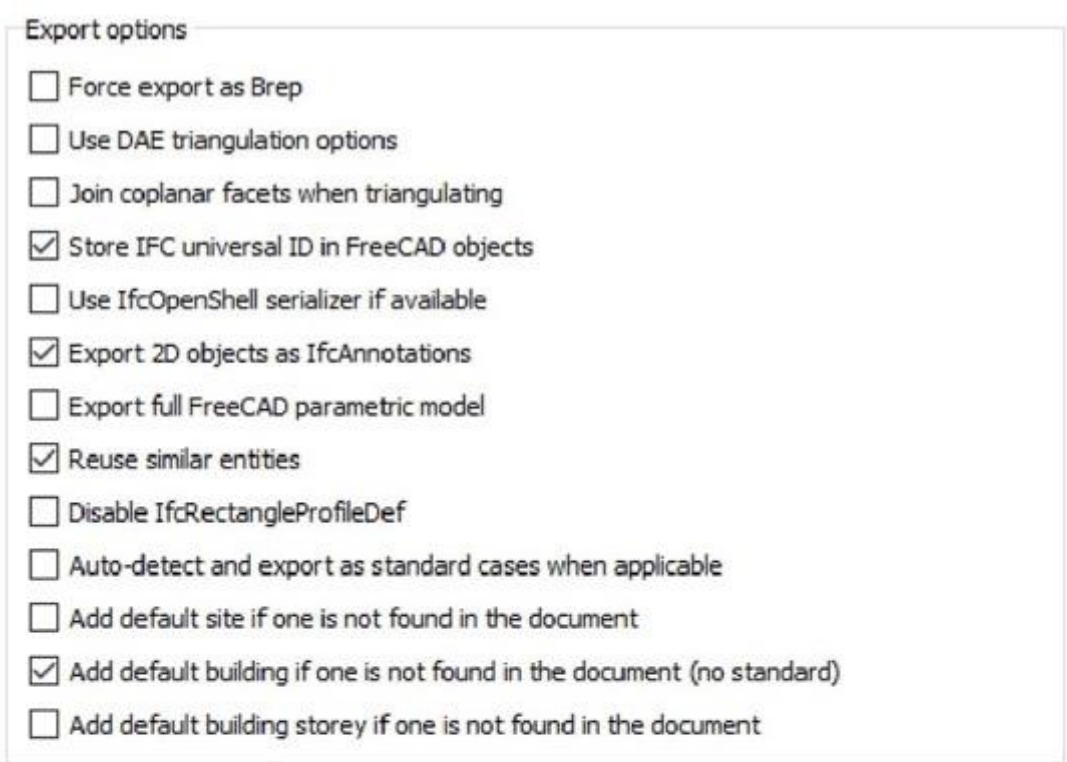 Export options
Force export as Brep
Use DAE triangulation options
Join coplanar facets when triangulating
Store IFC universal ID in FreeCAD objects
Use IfcOpenShell serializer if available
Export 2D objects as IfcAnnotations
Export full FreeCAD parametric model
Reuse similar entities
Disable IfcRectangleProfileDef
Auto-detect and export as standard cases when applicable
Add default site if one is not found in the document
Add default building if one is not found in the document (no standard)
Add default building storey if one is not found in the document